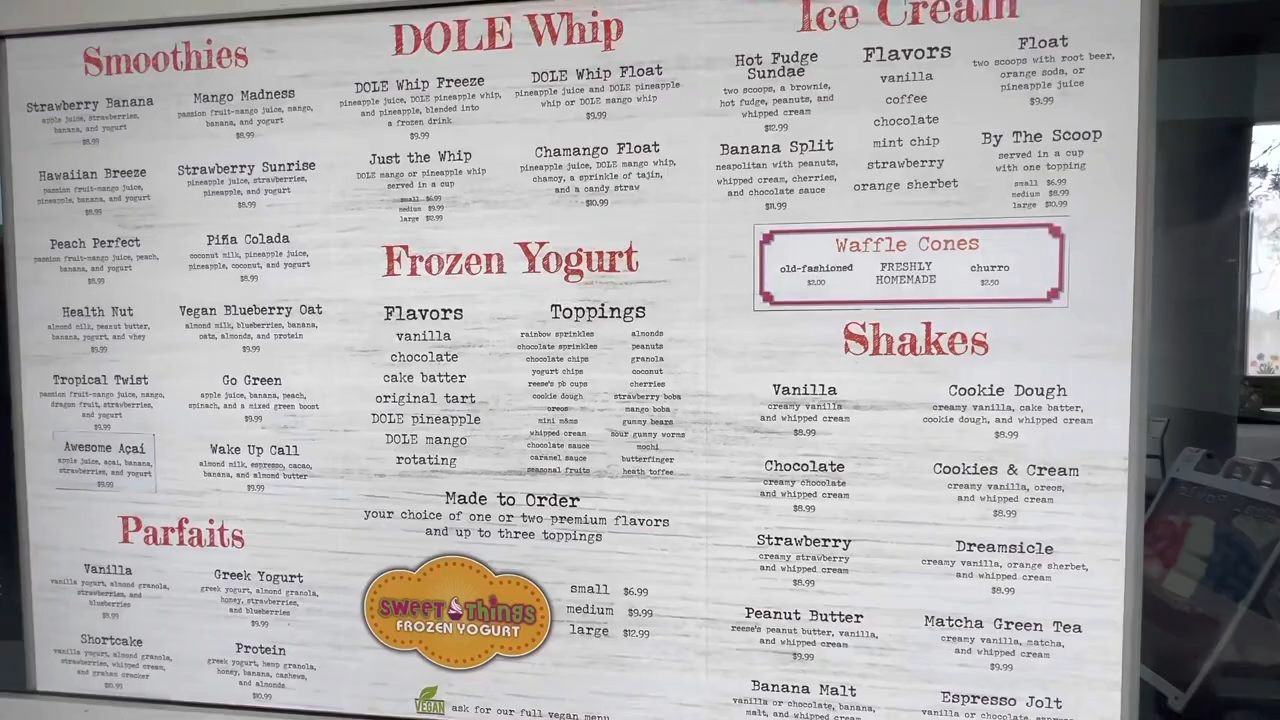 Smoothies
Strawberry Banana
apple juice, strawberries,
banana, and yogurt
$8.99
Mango Madness
passion fruit-mango juice, mango,
banana, and yogurt
$8.99
Hawaiian Breeze
passion fruit-mango juice,
pineapple, banana, and yogurt
$8.99
Strawberry Sunrise
pineapple juice, strawberries,
pineapple, and yogurt
$8.99
Peach Perfect
passion fruit-mango juice, peach,
banana, and yogurt
$8.99
Piña Colada
coconut milk, pineapple juice,
pineapple, coconut, and yogurt
$8.99
Health Nut
almond milk, peanut butter,
banana, yogurt, and whey
$9.99
Vegan Blueberry Oat
almond milk, blueberries, banana,
oats, almonds, and protein
$9.99
Tropical Twist
passion fruit-mango juice, mango,
dragon fruit, strawberries,
and yogurt
$9.99
Go Green
apple juice, banana, peach,
spinach, and a mixed green boost
$9.99
Awesome Açaí
apple juice, açaí, banana,
strawberries, and yogurt
$9.99
Wake Up Call
almond milk, espresso, cacao,
banana, and almond butter
$9.99
Parfaits
Vanilla
vanilla yogurt, almond granola,
strawberries, and
blueberries
$8.99
Greek Yogurt
greek yogurt, almond granola,
honey, strawberries,
and blueberries
$9.99
Shortcake
vanilla yogurt, almond granola,
strawberries, whipped cream,
and graham cracker
$10.99
Protein
greek yogurt, hemp granola,
honey, banana, cashews,
and almonds
$10.99
DOLE Whip
DOLE Whip Freeze
pineapple juice, DOLE pineapple whip,
and pineapple, blended into
a frozen drink
$9.99
DOLE Whip Float
pineapple juice and DOLE pineapple
whip or DOLE mango whip
$9.99
Just the Whip
DOLE mango or pineapple whip
served in a cup
small $6.99
medium $9.99
large $12.99
Chamango Float
pineapple juice, DOLE mango whip,
chamoy, a sprinkle of tajin,
and a candy straw
$10.99
Frozen Yogurt
Flavors
vanilla
chocolate
cake batter
original tart
DOLE pineapple
DOLE mango
rotating
Toppings
rainbow sprinkles
chocolate sprinkles
chocolate chips
yogurt chips
reese's pb cups
cookie dough
oreos
mini m&ms
whipped cream
chocolate sauce
caramel sauce
seasonal fruits
almonds
peanuts
granola
coconut
cherries
strawberry boba
mango boba
gummy bears
sour gummy worms
mochi
butterfinger
heath toffee
Made to Order
your choice of one or two premium flavors
and up to three toppings
SWEET Things
FROZEN YOGURT
small $6.99
medium $9.99
large $12.99
VEGAN ask for our full vegan menu
Ice Cream
Hot Fudge
Sundae
two scoops, a brownie,
hot fudge, peanuts, and
whipped cream
$12.99
Banana Split
neapolitan with peanuts,
whipped cream, cherries,
and chocolate sauce
$11.99
Flavors
vanilla
coffee
chocolate
mint chip
strawberry
orange sherbet
Float
two scoops with root beer,
orange soda, or
pineapple juice
$9.99
By The Scoop
served in a cup
with one topping
small $6.99
medium $8.99
large $10.99
Waffle Cones
old-fashioned
$2.00
FRESHLY
HOMEMADE
churro
$2.50
Shakes
Vanilla
creamy vanilla
and whipped cream
$8.99
Cookie Dough
creamy vanilla, cake batter,
cookie dough, and whipped cream
$8.99
Chocolate
creamy chocolate
and whipped cream
$8.99
Cookies & Cream
creamy vanilla, oreos,
and whipped cream
$8.99
Strawberry
creamy strawberry
and whipped cream
$8.99
Dreamsicle
creamy vanilla, orange sherbet,
and whipped cream
$8.99
Peanut Butter
reese's peanut butter, vanilla,
and whipped cream
$9.99
Matcha Green Tea
creamy vanilla, matcha,
and whipped cream
$9.99
Banana Malt
vanilla or chocolate, banana,
malt, and whipped cream
Espresso Jolt
vanilla or chocolate, espresso